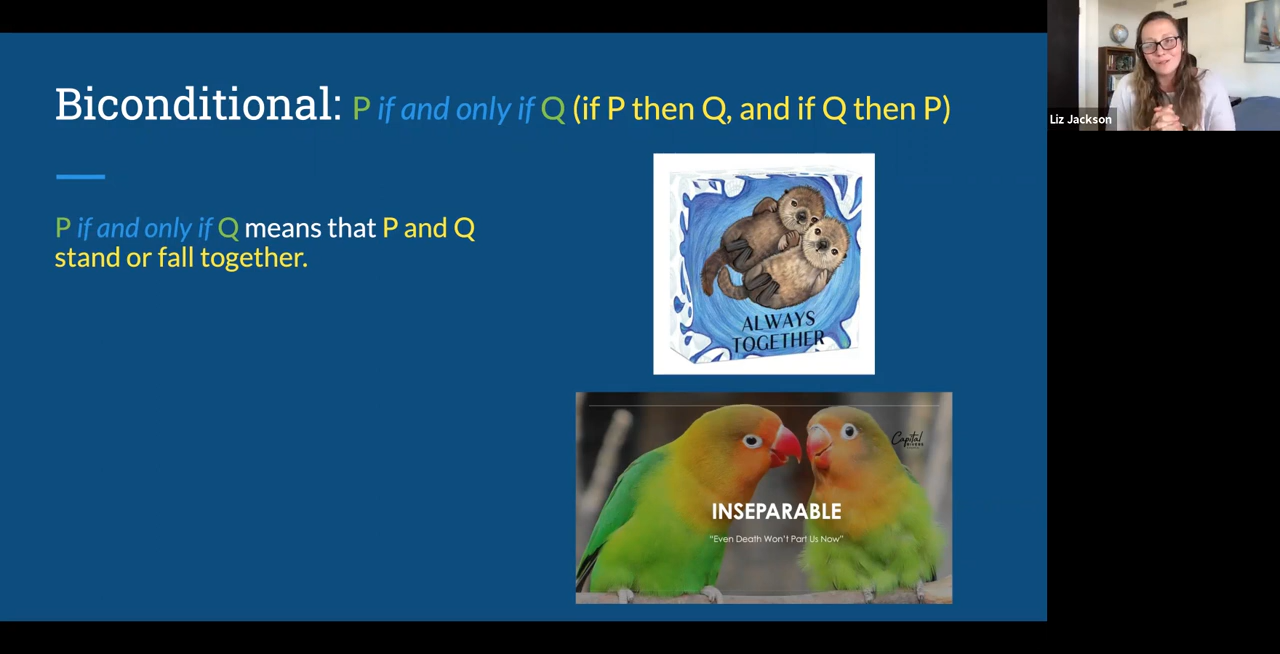 Biconditional: P if and only if Q (if P then Q, and if Q then P)
Liz Jackson
P if and only if Q means that P and Q
stand or fall together.
ALWAYS
TOGETHER
Capital
INSEPARABLE
"Even Death Won't Part Us Now"